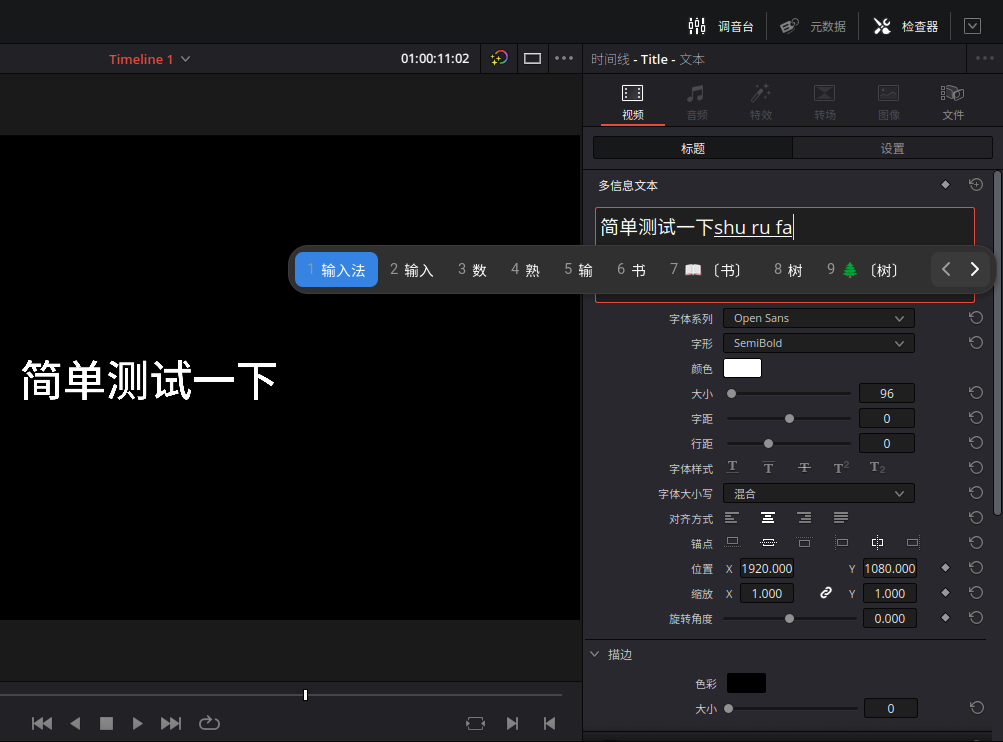 调音台 元数据 检查器
Timeline 1 01:00:11:02 时间线 - Title - 文本
视频 音频 特效 转场 图像 文件
标题 设置
多信息文本
简单测试一下shu ru fa
1 输入法 2 输入 3 数 4 熟 5 输 6 书 7 📖 〔书〕 8 树 9 🌲 〔树〕
字体系列 Open Sans
字形 SemiBold
颜色
简单测试一下
大小 96
字距 0
行距 0
字体样式 T T T T2 T2
字体大小写 混合
对齐方式
锚点
位置 X 1920.000 Y 1080.000
缩放 X 1.000 Y 1.000
旋转角度 0.000
描边
色彩
大小 0